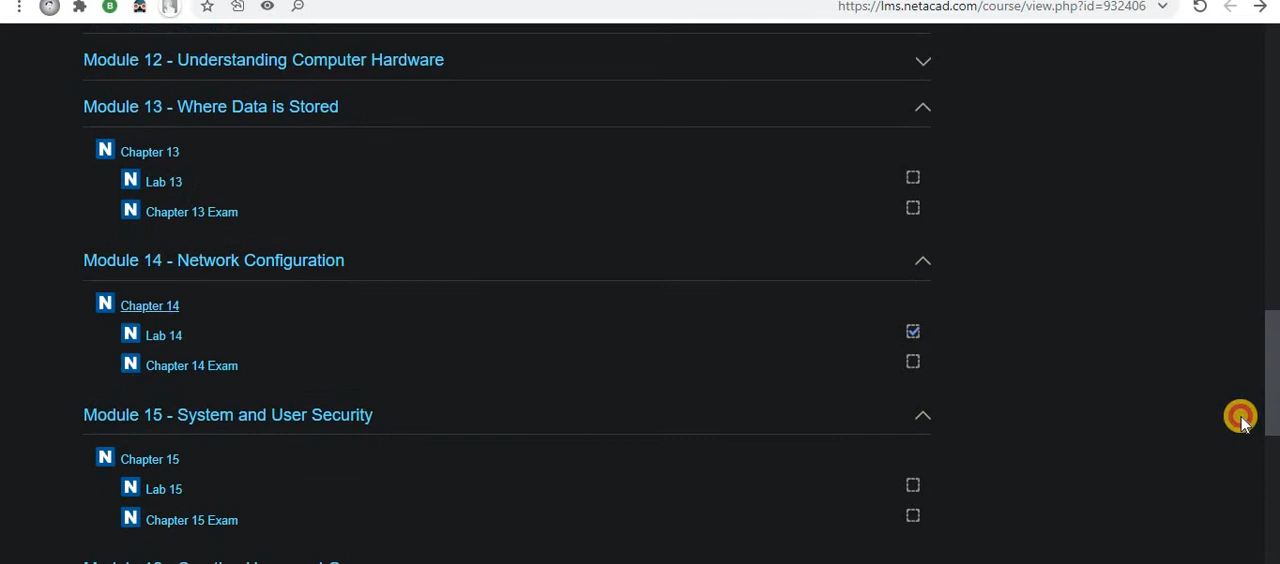 https://lms.netacad.com/course/view.php?id=932406
Module 12 - Understanding Computer Hardware
Module 13 - Where Data is Stored
N Chapter 13
N Lab 13
N Chapter 13 Exam
Module 14 - Network Configuration
N Chapter 14
N Lab 14
N Chapter 14 Exam
Module 15 - System and User Security
N Chapter 15
N Lab 15
N Chapter 15 Exam